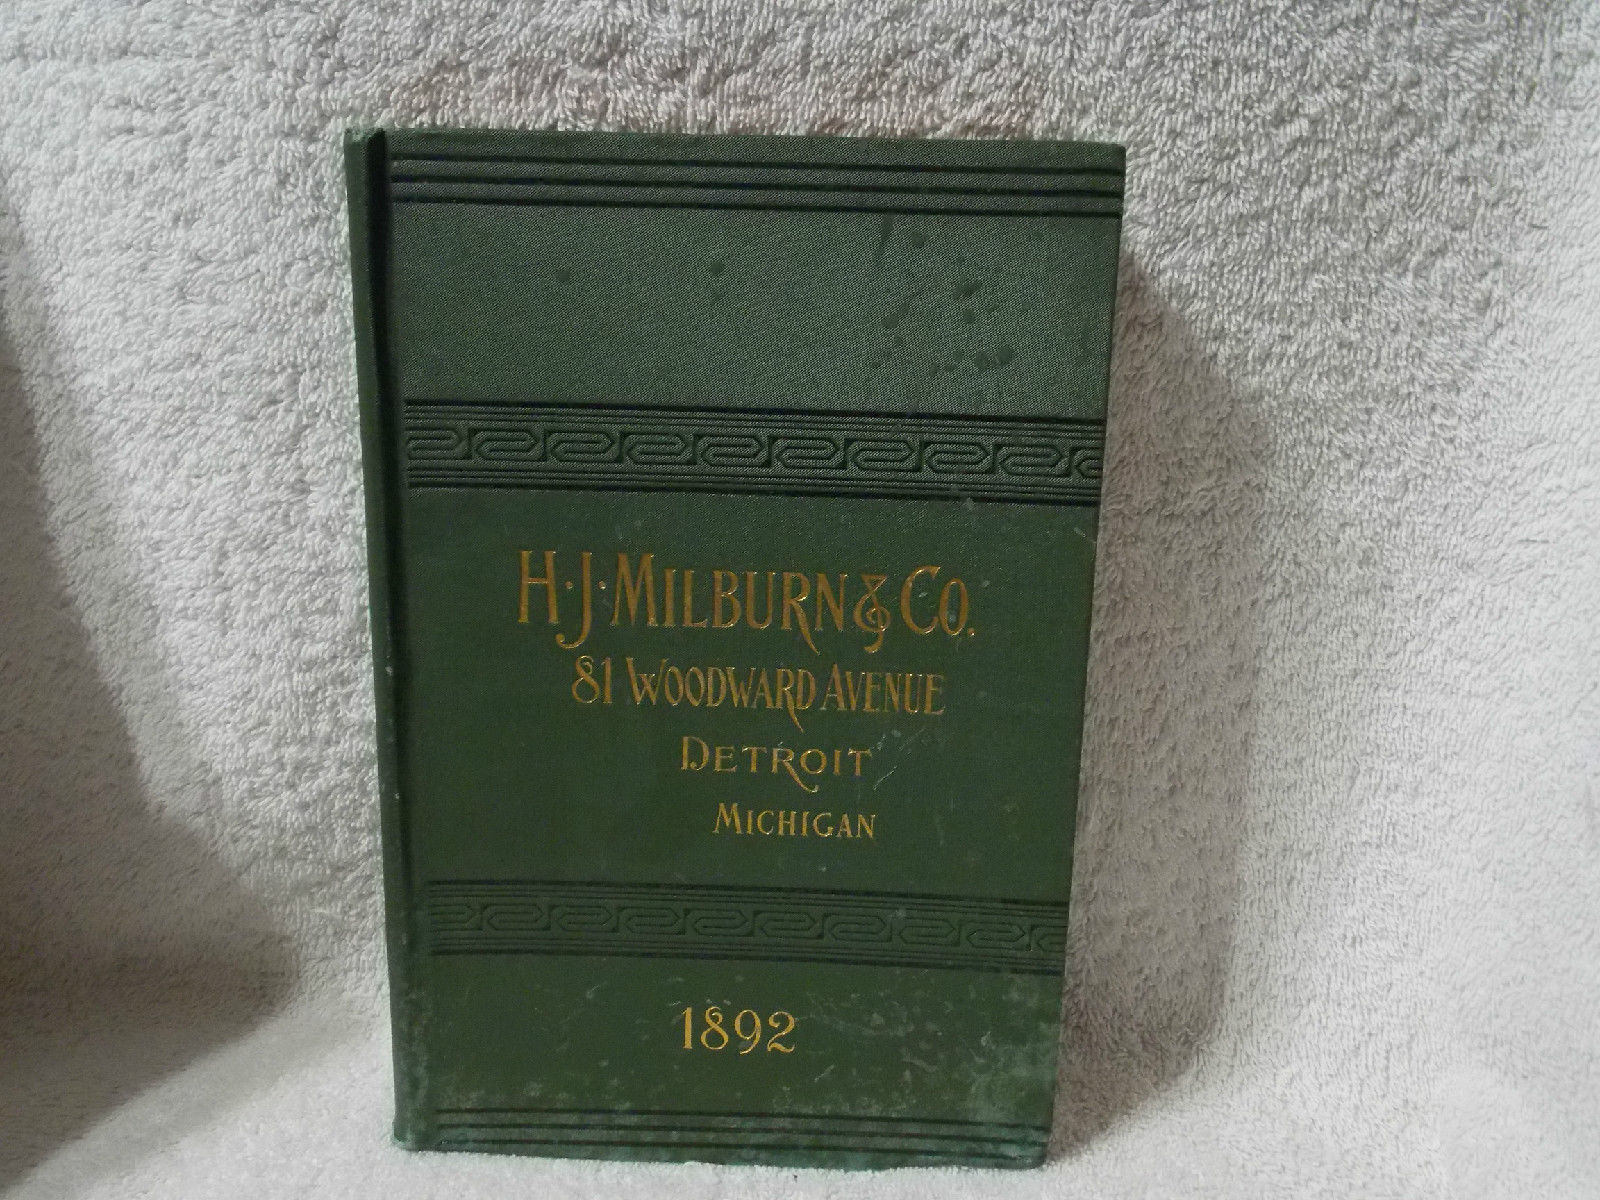 H·J·MILBURN & CO.
81 WOODWARD AVENUE
DETROIT
MICHIGAN
1892